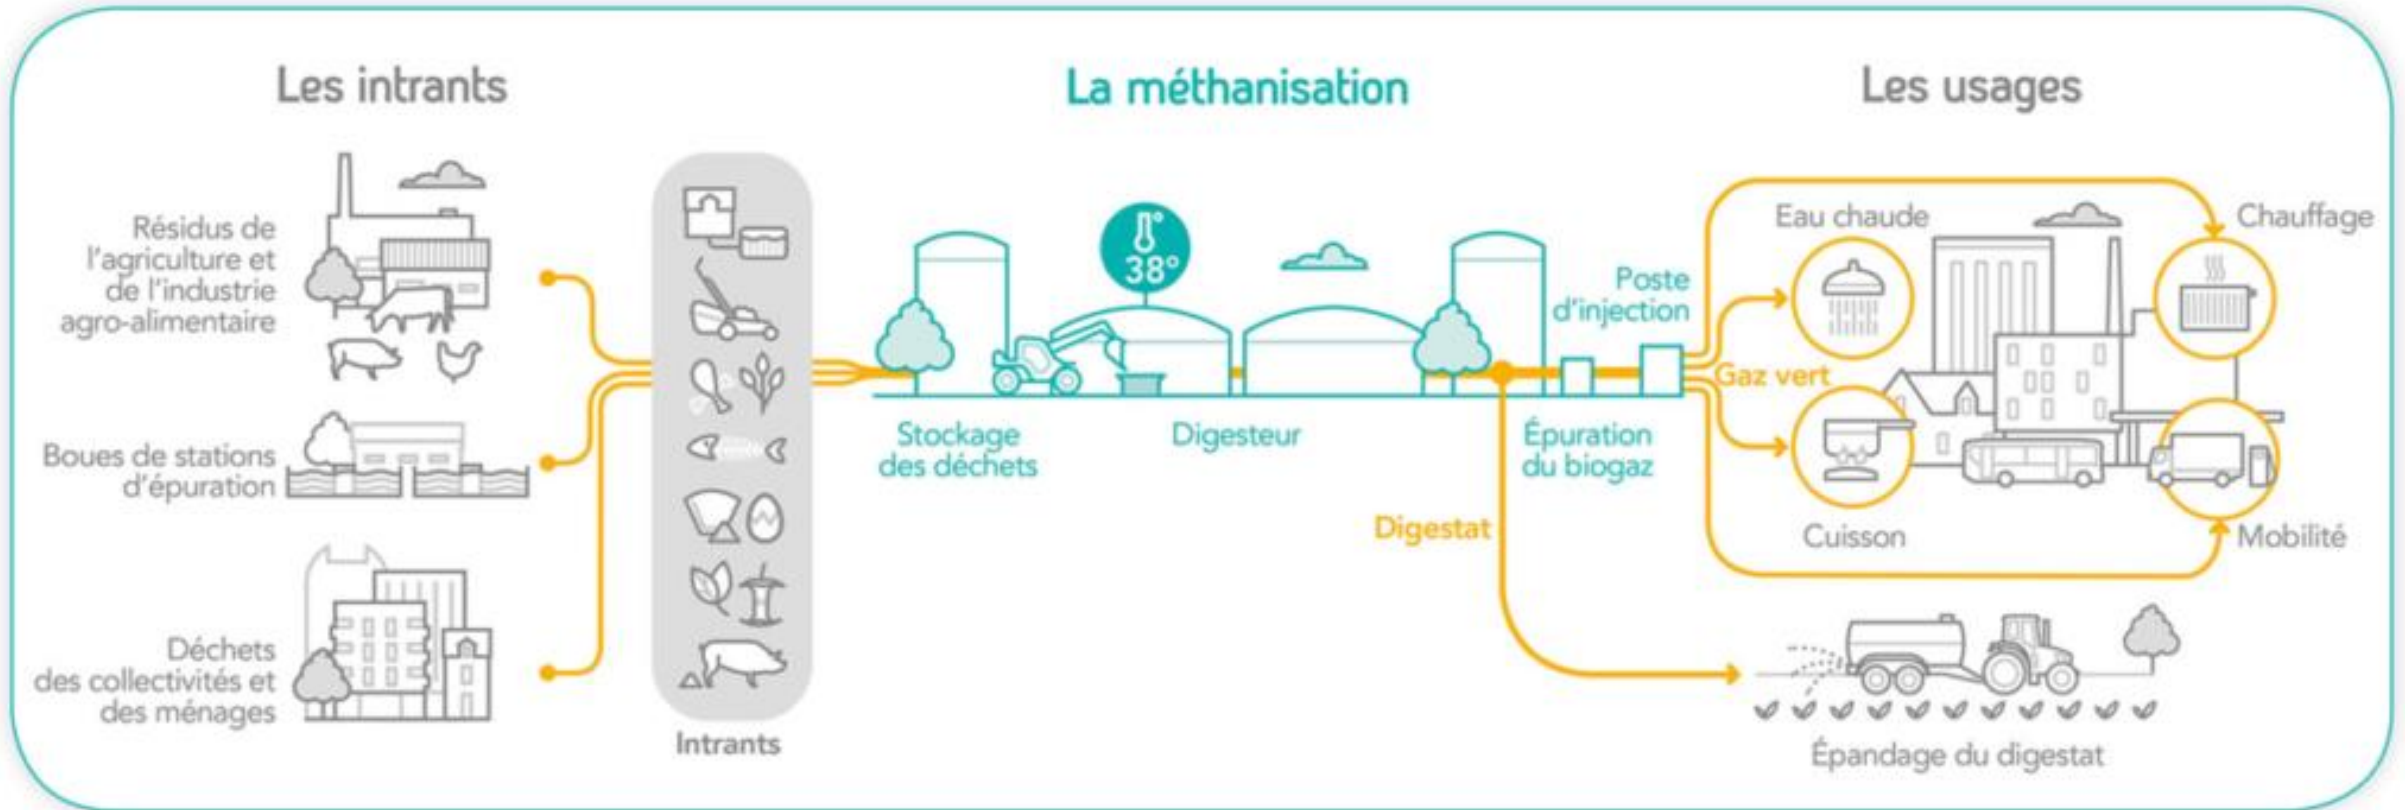 Les intrants
La méthanisation
Les usages
Résidus de
l'agriculture et
de l'industrie
agro-alimentaire
Boues de stations
d'épuration
Déchets
des collectivités et
des ménages
Intrants
38°
Stockage
des déchets
Digesteur
Poste
d'injection
Épuration
du biogaz
Digestat
Gaz vert
Eau chaude
Chauffage
Cuisson
Mobilité
Épandage du digestat